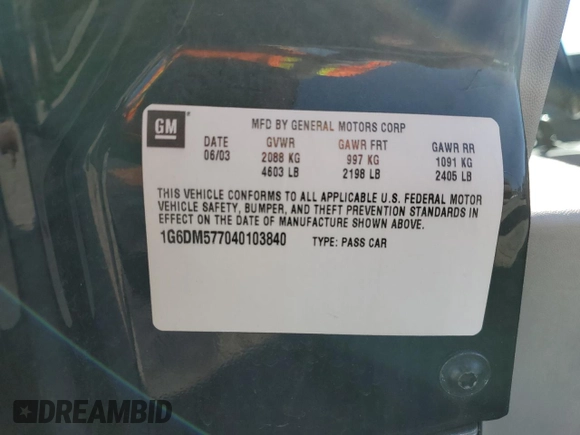 GM
MFD BY GENERAL MOTORS CORP
DATE GVWR GAWR FRT GAWR RR
06/03 2088 KG 997 KG 1091 KG
4603 LB 2198 LB 2405 LB
THIS VEHICLE CONFORMS TO ALL APPLICABLE U.S. FEDERAL MOTOR
VEHICLE SAFETY, BUMPER, AND THEFT PREVENTION STANDARDS IN
EFFECT ON THE DATE OF MANUFACTURE SHOWN ABOVE.
1G6DM577040103840 TYPE: PASS CAR
DREAMBID